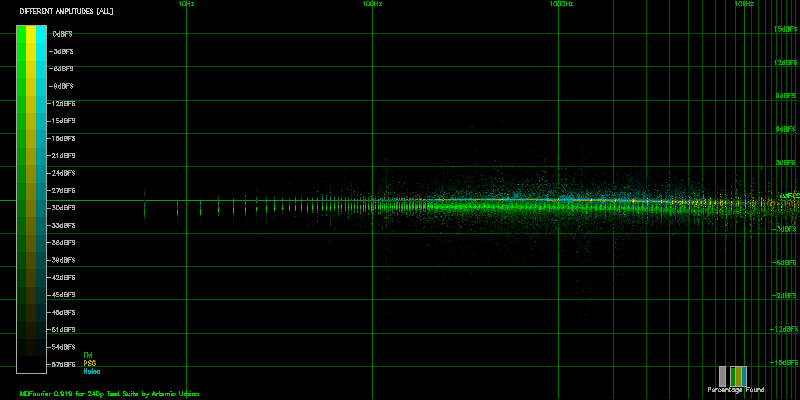 DIFFERENT AMPLITUDES [ALL]
10Hz
100Hz
1000Hz
10kHz
0dBFS
-3dBFS
-6dBFS
-9dBFS
-12dBFS
-15dBFS
-18dBFS
-21dBFS
-24dBFS
-27dBFS
-30dBFS
-33dBFS
-36dBFS
-39dBFS
-42dBFS
-45dBFS
-48dBFS
-51dBFS
-54dBFS
-57dBFS
15dBFS
12dBFS
9dBFS
6dBFS
3dBFS
0dBFS
-3dBFS
-6dBFS
-9dBFS
-12dBFS
-15dBFS
FM
PSG
Noise
Percentage Found
MDFourier 0.919 for 240p Test Suite by Artemio Urbina